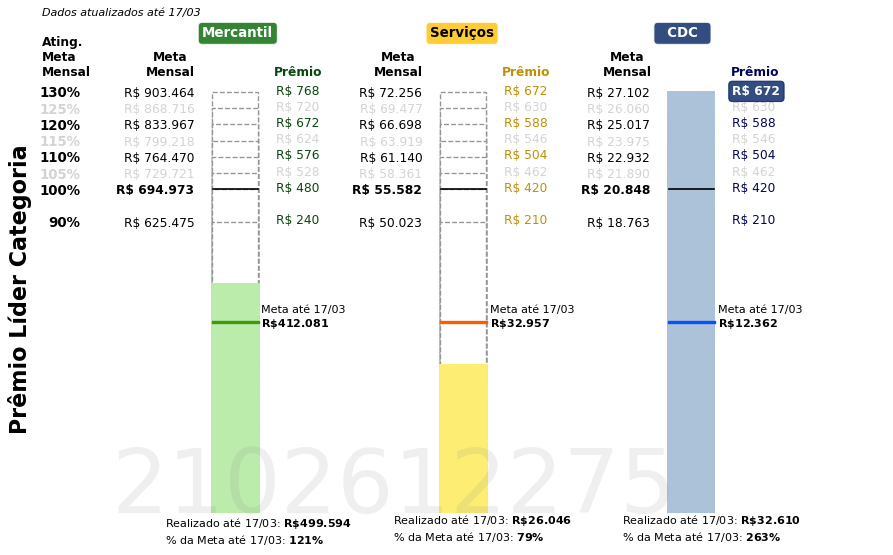 Dados atualizados até 17/03
Mercantil Serviços CDC
Ating. Meta Mensal Meta Mensal Prêmio Meta Mensal Prêmio Meta Mensal Prêmio
130% R$ 903.464 R$ 768 R$ 72.256 R$ 672 R$ 27.102 R$ 672
125% R$ 868.716 R$ 720 R$ 69.477 R$ 630 R$ 26.060 R$ 630
120% R$ 833.967 R$ 672 R$ 66.698 R$ 588 R$ 25.017 R$ 588
115% R$ 799.218 R$ 624 R$ 63.919 R$ 546 R$ 23.975 R$ 546
110% R$ 764.470 R$ 576 R$ 61.140 R$ 504 R$ 22.932 R$ 504
105% R$ 729.721 R$ 528 R$ 58.361 R$ 462 R$ 21.890 R$ 462
100% R$ 694.973 R$ 480 R$ 55.582 R$ 420 R$ 20.848 R$ 420
90% R$ 625.475 R$ 240 R$ 50.023 R$ 210 R$ 18.763 R$ 210
Prêmio Líder Categoria
Meta até 17/03 Meta até 17/03 Meta até 17/03
R$412.081 R$32.957 R$12.362
2102612275
Realizado até 17/03: R$499.594 Realizado até 17/03: R$26.046 Realizado até 17/03: R$32.610
% da Meta até 17/03: 121% % da Meta até 17/03: 79% % da Meta até 17/03: 263%